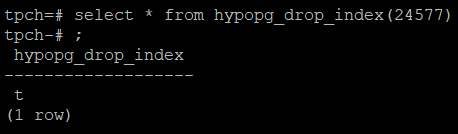 tpch=# select * from hypopg_drop_index(24577)
tpch-# ;
 hypopg_drop_index
-------------------
 t
(1 row)